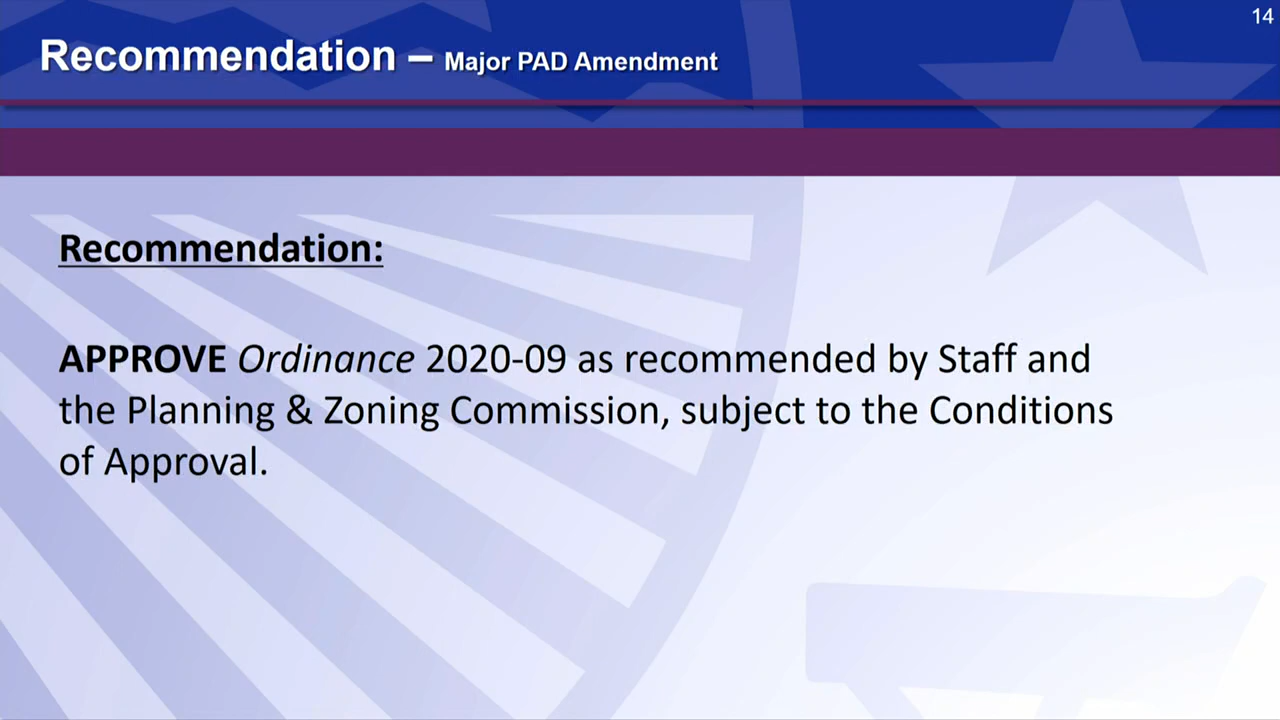 14
Recommendation – Major PAD Amendment
Recommendation:
APPROVE Ordinance 2020-09 as recommended by Staff and
the Planning & Zoning Commission, subject to the Conditions
of Approval.